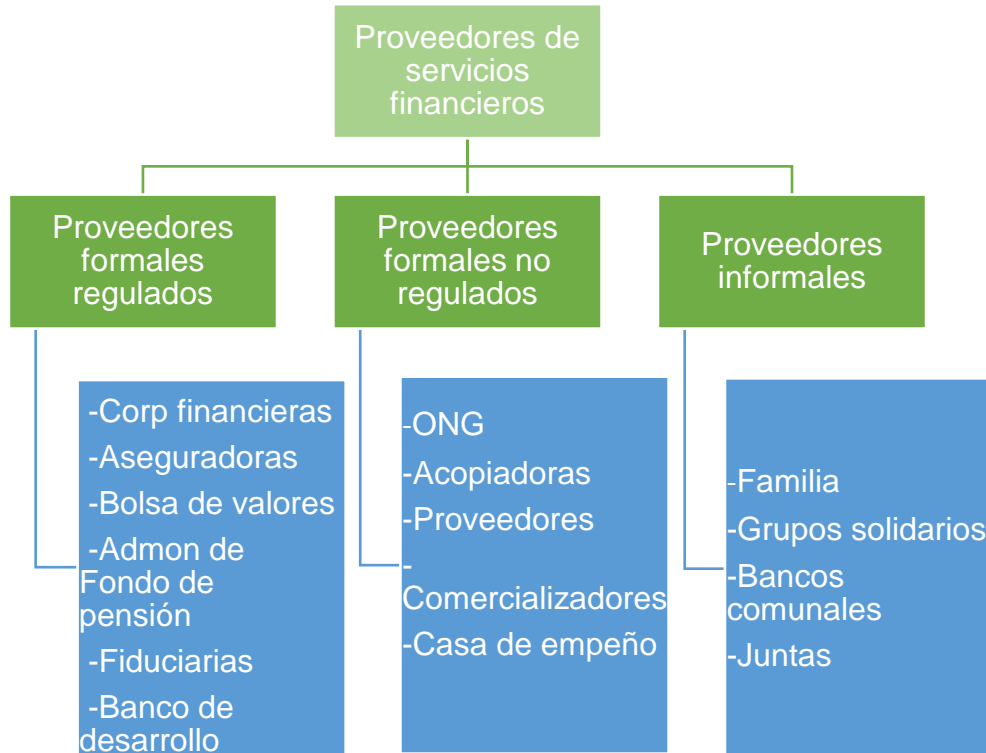 Proveedores de
servicios
financieros
Proveedores
formales
regulados
Proveedores
formales no
regulados
Proveedores
informales
-Corp financieras
-Aseguradoras
-Bolsa de valores
-Admon de
Fondo de
pensión
-Fiduciarias
-Banco de
desarrollo
-ONG
-Acopiadoras
-Proveedores
-
Comercializadores
-Casa de empeño
-Familia
-Grupos solidarios
-Bancos
comunales
-Juntas